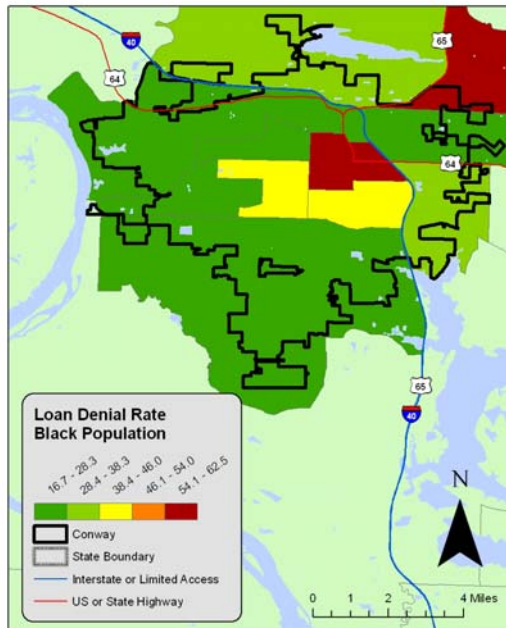 40
65
64
64
65
40
Loan Denial Rate
Black Population
16.7 - 28.3
28.4 - 38.3
38.4 - 46.0
46.1 - 54.0
54.1 - 62.5
Conway
State Boundary
Interstate or Limited Access
US or State Highway
N
0 1 2 4 Miles